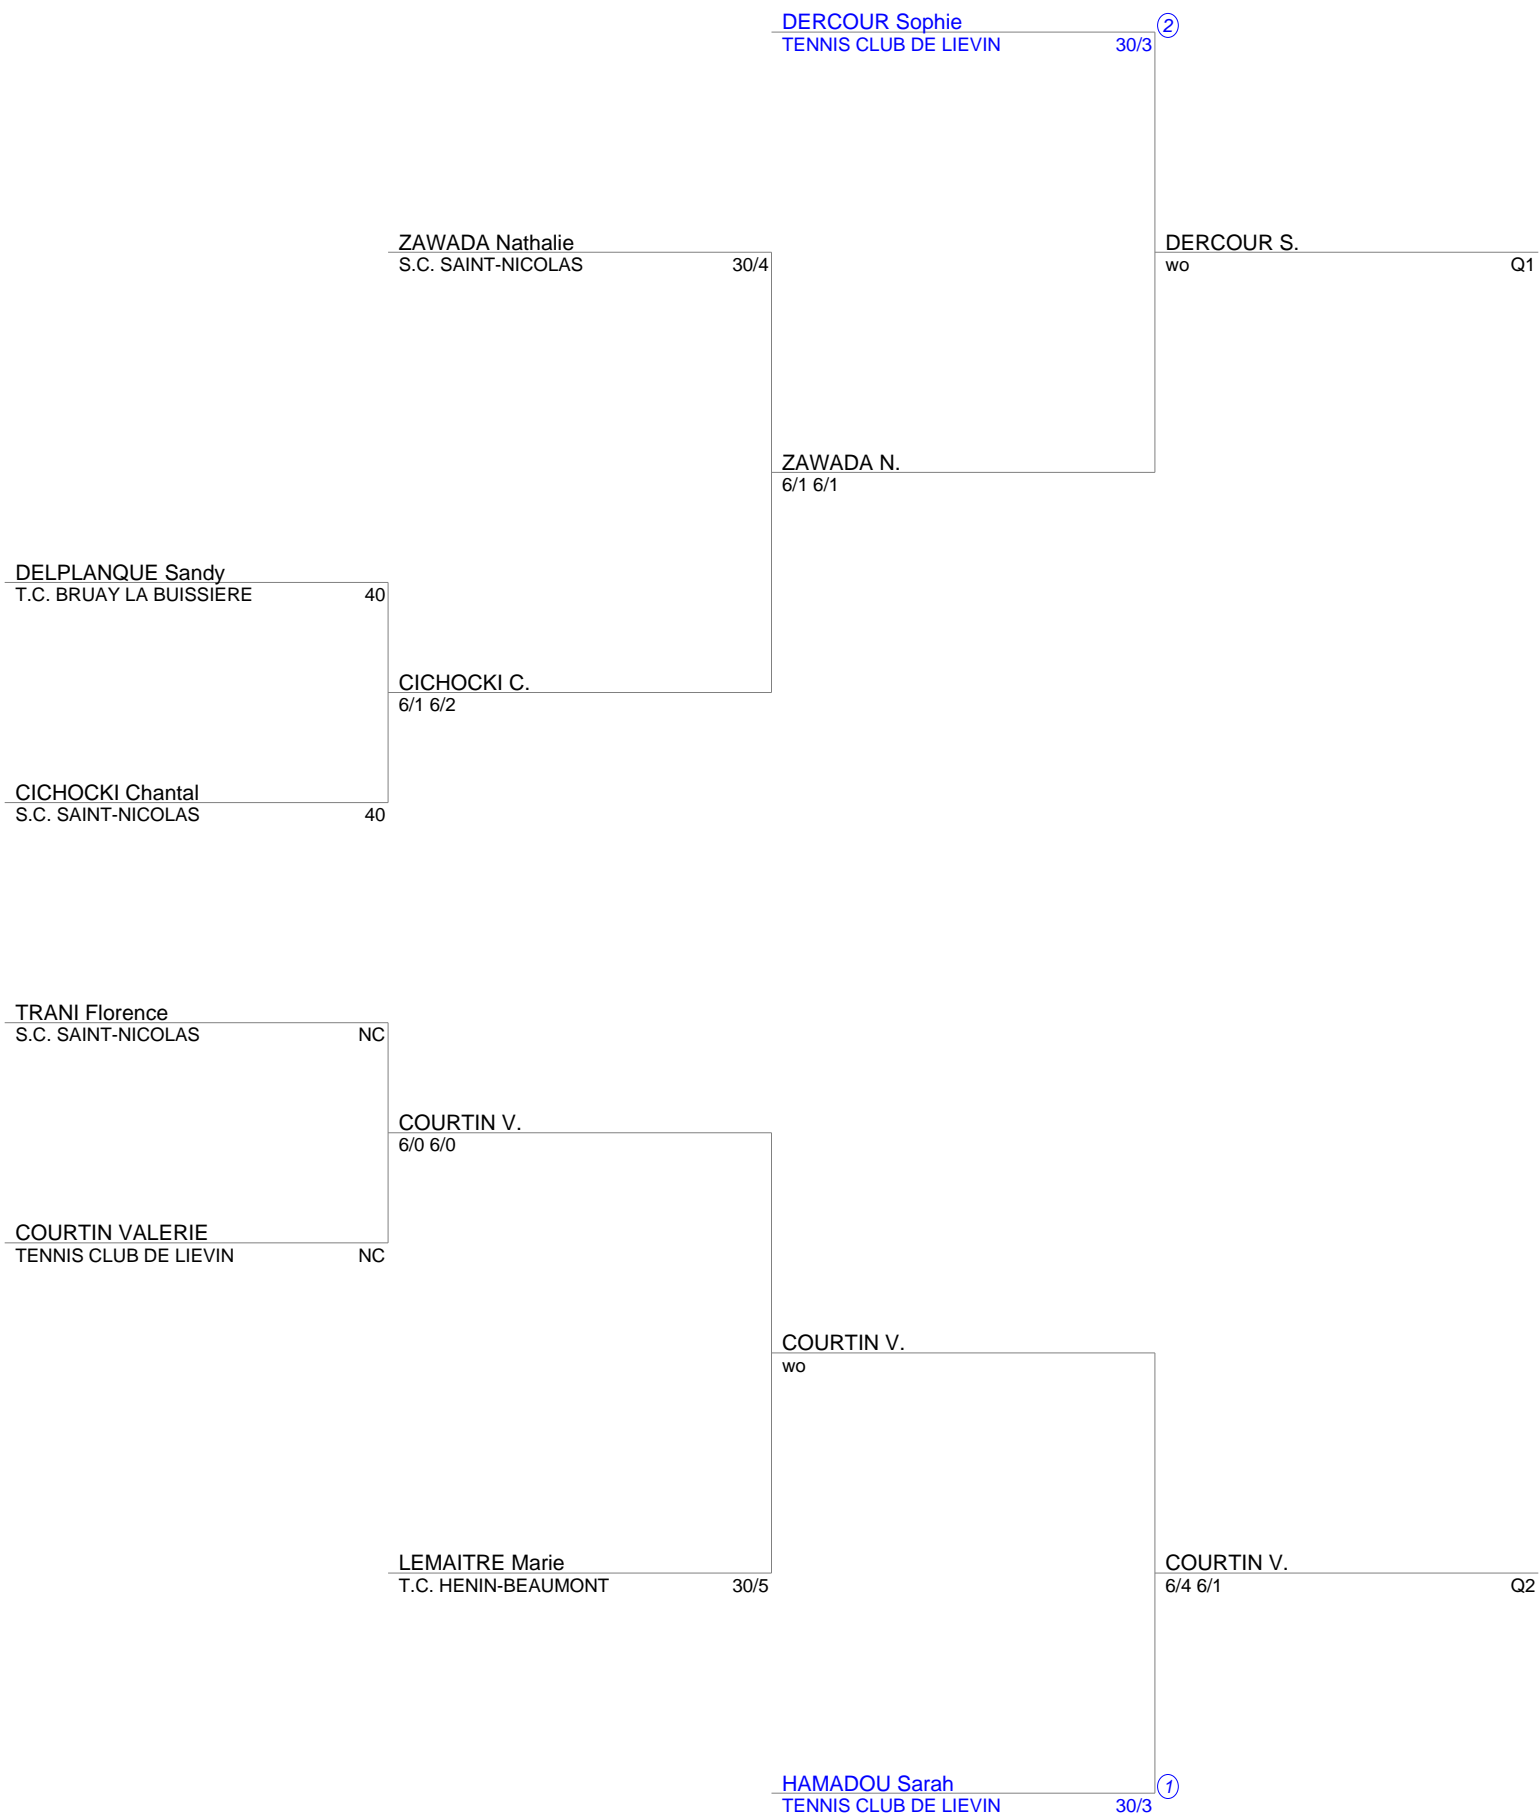 DERCOUR Sophie
2
TENNIS CLUB DE LIEVIN 30/3
ZAWADA Nathalie
S.C. SAINT-NICOLAS 30/4
DERCOUR S.
wo Q1
ZAWADA N.
6/1 6/1
DELPLANQUE Sandy
T.C. BRUAY LA BUISSIERE 40
CICHOCKI C.
6/1 6/2
CICHOCKI Chantal
S.C. SAINT-NICOLAS 40
TRANI Florence
S.C. SAINT-NICOLAS NC
COURTIN V.
6/0 6/0
COURTIN VALERIE
TENNIS CLUB DE LIEVIN NC
COURTIN V.
wo
LEMAITRE Marie
T.C. HENIN-BEAUMONT 30/5
COURTIN V.
6/4 6/1 Q2
HAMADOU Sarah
1
TENNIS CLUB DE LIEVIN 30/3